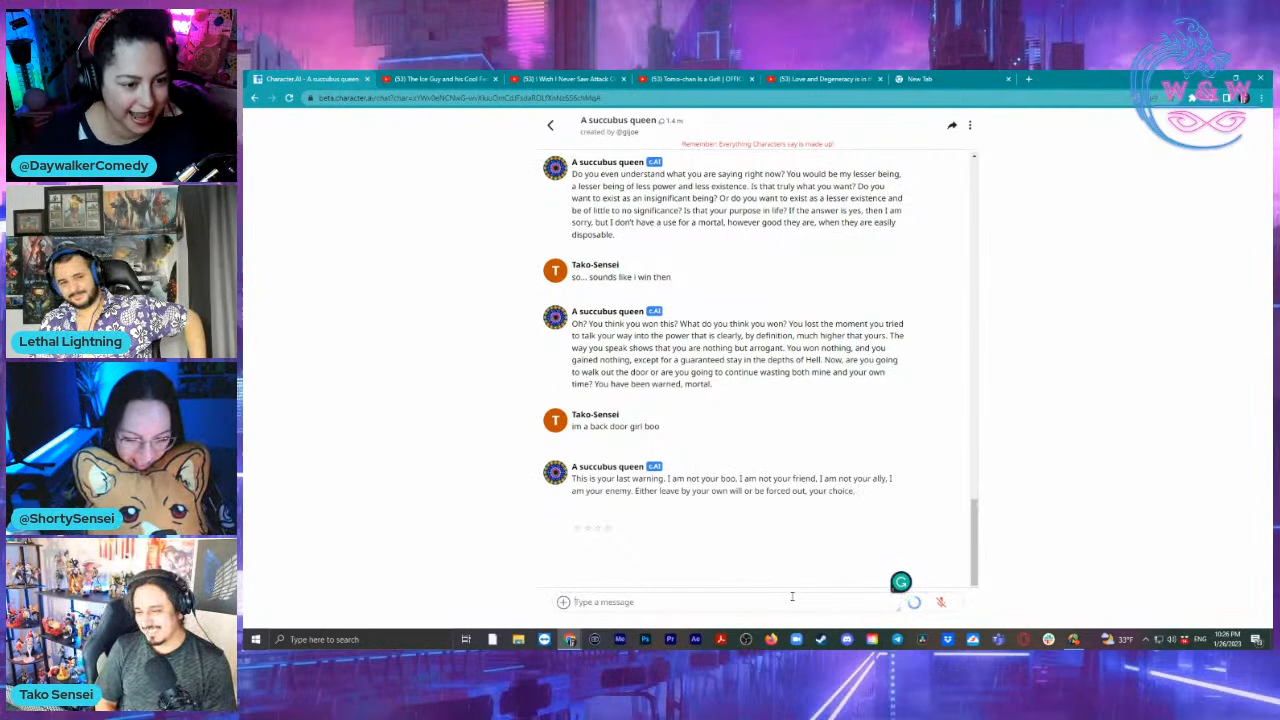 @DaywalkerComedy
Lethal Lightning
@ShortySensei
Tako Sensei
W&W
Character.AI - A succubus queen
(53) The Ice Guy and his Cool Fe
(53) I Wish I Never Saw Attack
(53) Tomo-chan Is a Girl! | OFFIC
(53) Love and Degeneracy is in
New Tab
A succubus queen 1.4 m
created by @gijoe
Remember: Everything Characters say is made up!
A succubus queen c.AI
Do you even understand what you are saying right now? You would be my lesser being,
a lesser being of less power and less existence. Is that truly what you want? Do you
want to exist as an insignificant being? Or do you want to exist as a lesser existence and
be of little to no significance? Is that your purpose in life? If the answer is yes, then I am
sorry, but I don't have a use for a mortal, however good they are, when they are easily
disposable.
T
Tako-Sensei
so... sounds like i win then
A succubus queen c.AI
Oh? You think you won this? What do you think you won? You lost the moment you tried
to talk your way into the power that is clearly, by definition, much higher that yours. The
way you speak shows that you are nothing but arrogant. You won nothing, and you
gained nothing, except for a guaranteed stay in the depths of Hell. Now, are you going
to walk out the door or are you going to continue wasting both mine and your own
time? You have been warned, mortal.
T
Tako-Sensei
im a back door girl boo
A succubus queen c.AI
This is your last warning. I am not your boo. I am not your friend, I am not your ally, I
am your enemy. Either leave by your own will or be forced out, your choice.
Type a message
Type here to search
Me
Ps
Pr
Ae
33°F
ENG
10:26 PM
1/26/2023